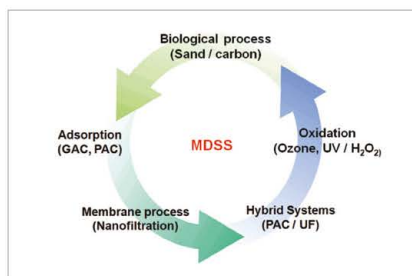 Biological process
(Sand / carbon)
Adsorption
(GAC, PAC)
MDSS
Oxidation
(Ozone, UV / H₂O₂)
Membrane process
(Nanofiltration)
Hybrid Systems
(PAC / UF)